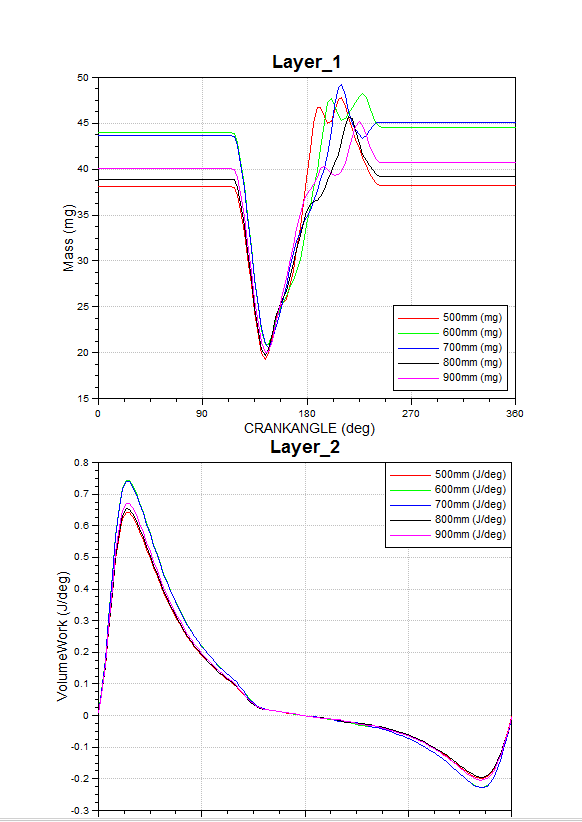 Layer_1
50
45
40
35
30
25
20
15
Mass (mg)
500mm (mg)
600mm (mg)
700mm (mg)
800mm (mg)
900mm (mg)
0
90
180
270
360
CRANKANGLE (deg)
Layer_2
0.8
0.7
0.6
0.5
0.4
0.3
0.2
0.1
0
-0.1
-0.2
-0.3
VolumeWork (J/deg)
500mm (J/deg)
600mm (J/deg)
700mm (J/deg)
800mm (J/deg)
900mm (J/deg)